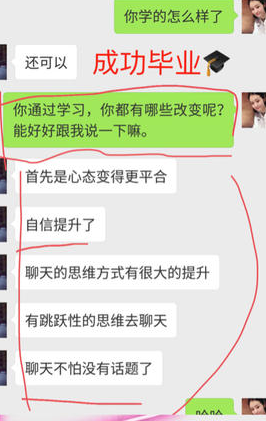 你学的怎么样了
还可以
成功毕业
你通过学习，你都有哪些改变呢？
能好好跟我说一下嘛。
首先是心态变得更平合
自信提升了
聊天的思维方式有很大的提升
有跳跃性的思维去聊天
聊天不怕没有话题了
哈哈